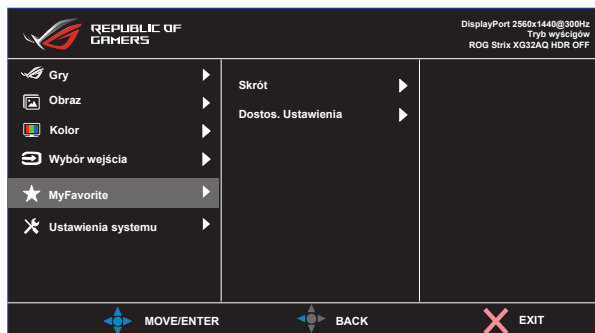 REPUBLIC OF
GAMERS
DisplayPort 2560x1440@300Hz
Tryb wyścigów
ROG Strix XG32AQ HDR OFF
Gry
Obraz
Kolor
Wybór wejścia
MyFavorite
Ustawienia systemu
Skrót
Dostos. Ustawienia
MOVE/ENTER
BACK
EXIT